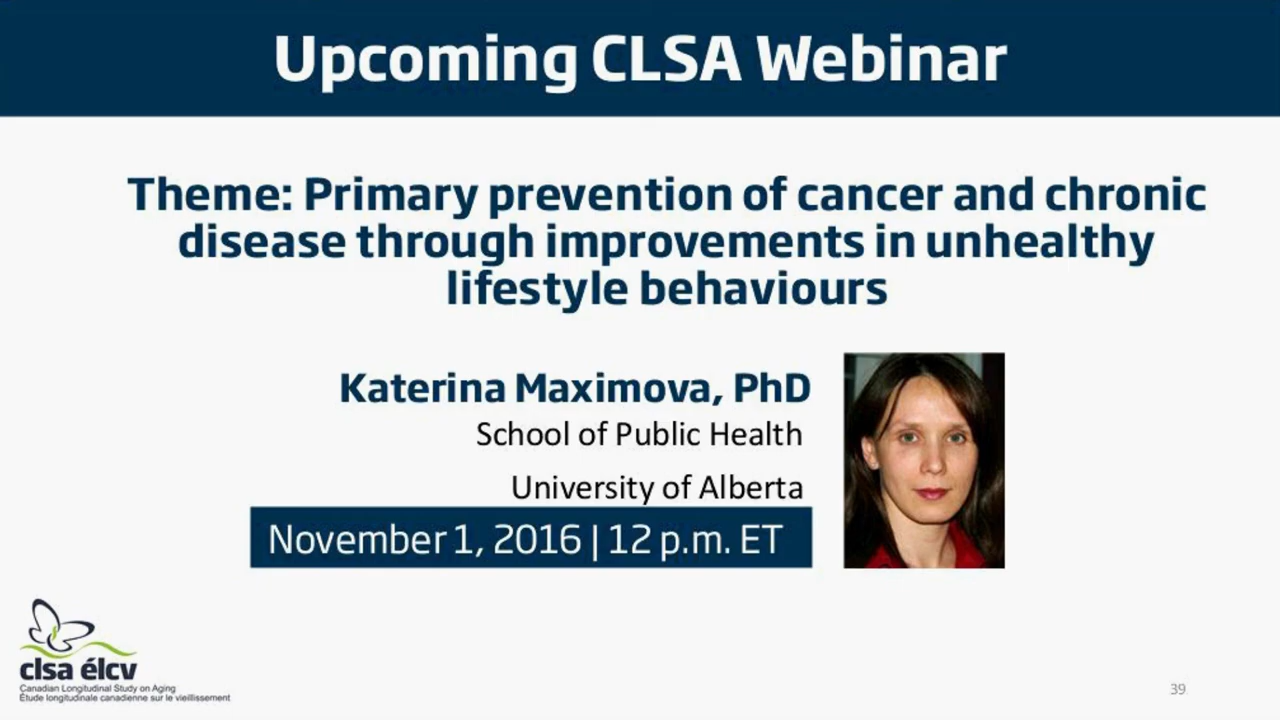 Upcoming CLSA Webinar
Theme: Primary prevention of cancer and chronic
disease through improvements in unhealthy
lifestyle behaviours
Katerina Maximova, PhD
School of Public Health
University of Alberta
November 1, 2016 | 12 p.m. ET
clsa élcv
Canadian Longitudinal Study on Aging
Étude longitudinale canadienne sur le vieillissement
39